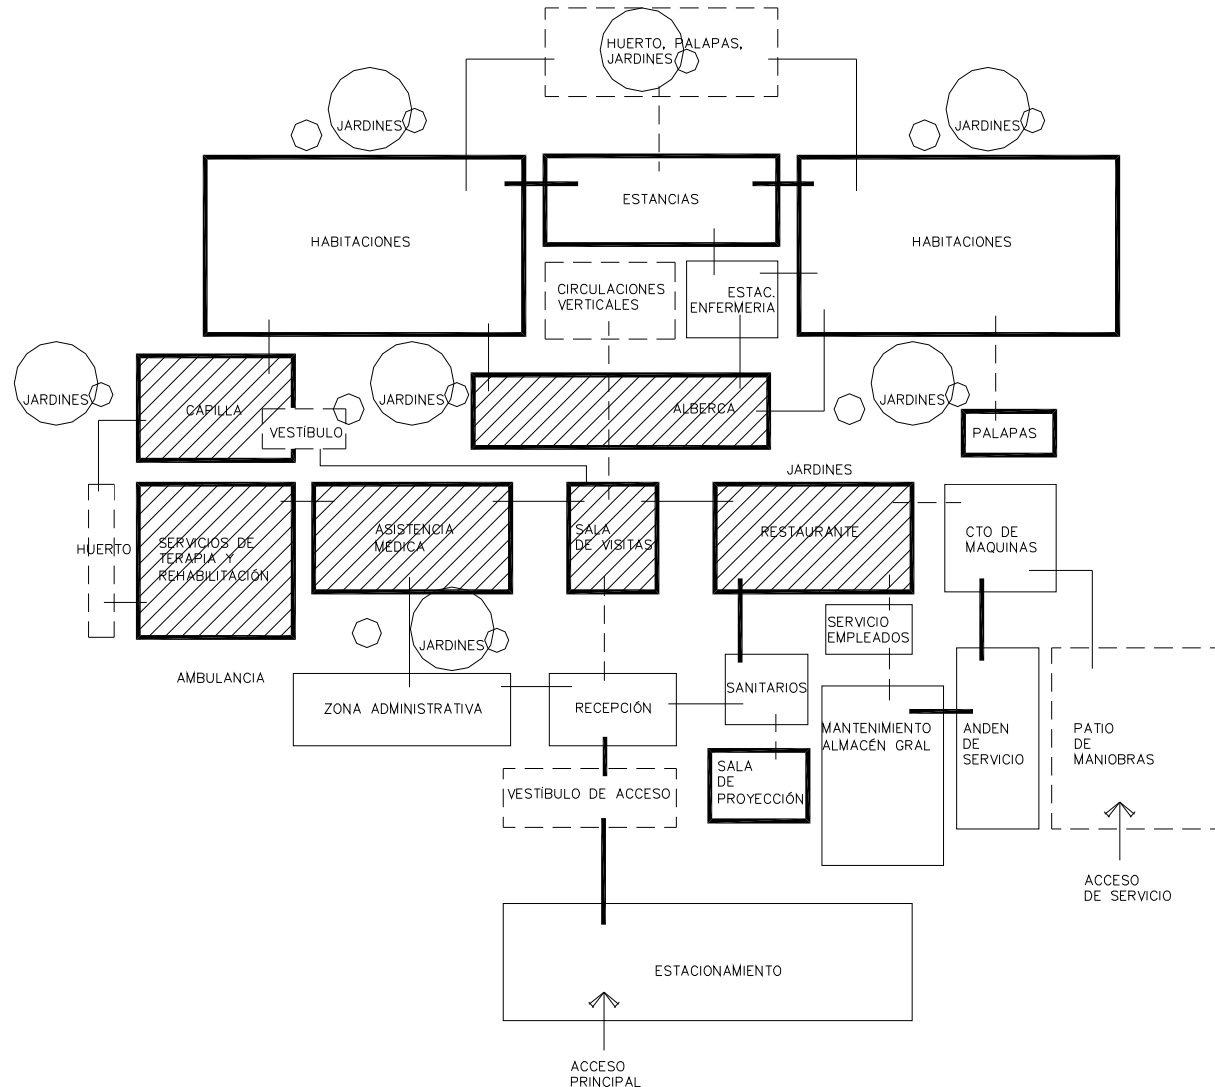 HUERTO, PALAPAS,
JARDINES
JARDINES
JARDINES
ESTANCIAS
HABITACIONES
HABITACIONES
CIRCULACIONES
VERTICALES
ESTAC.
ENFERMERIA
JARDINES
CAPILLA
JARDINES
ALBERCA
JARDINES
VESTÍBULO
PALAPAS
JARDINES
HUERTO
SERVICIOS DE
TERAPIA Y
REHABILITACIÓN
ASISTENCIA
MEDICA
SALA
DE VISITAS
RESTAURANTE
CTO DE
MAQUINAS
SERVICIO
EMPLEADOS
JARDINES
AMBULANCIA
ZONA ADMINISTRATIVA
RECEPCIÓN
SANITARIOS
MANTENIMIENTO
ALMACÉN GRAL
ANDEN
DE
SERVICIO
PATIO
DE
MANIOBRAS
SALA
DE
PROYECCIÓN
VESTÍBULO DE ACCESO
ACCESO
DE SERVICIO
ESTACIONAMIENTO
ACCESO
PRINCIPAL